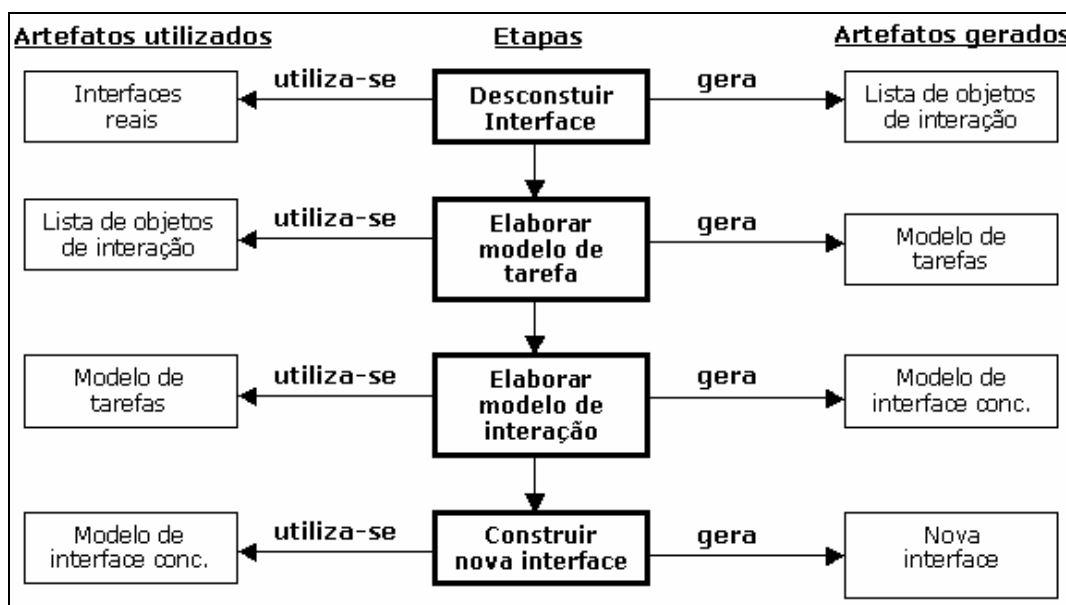 Artefatos utilizados Etapas Artefatos gerados
Interfaces
reais
utiliza-se
Desconstuir
Interface
gera
Lista de objetos
de interação
Lista de objetos
de interação
utiliza-se
Elaborar
modelo de
tarefa
gera
Modelo de
tarefas
Modelo de
tarefas
utiliza-se
Elaborar
modelo de
interação
gera
Modelo de
interface conc.
Modelo de
interface conc.
utiliza-se
Construir
nova interface
gera
Nova
interface